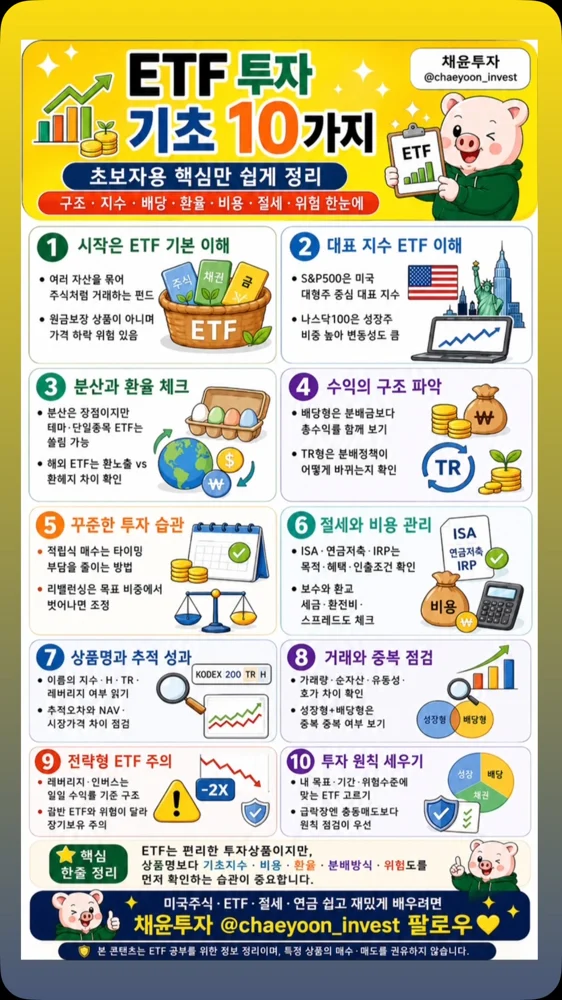 ETF 투자
기초 10가지
채윤투자
@chaeyoon_invest
ETF
초보자용 핵심만 쉽게 정리
구조 · 지수 · 배당 · 환율 · 비용 · 절세 · 위험 한눈에
1 시작은 ETF 기본 이해
• 여러 자산을 묶어
주식처럼 거래하는 펀드
• 원금보장 상품이 아니며
가격 하락 위험 있음
주식
채권
금
ETF
2 대표 지수 ETF 이해
• S&P500은 미국
대형주 중심 대표 지수
• 나스닥100은 성장주
비중 높아 변동성도 큼
3 분산과 환율 체크
• 분산은 장점이지만
테마·단일종목 ETF는
쏠림 가능
• 해외 ETF는 환노출 vs
환헤지 차이 확인
$
₩
4 수익의 구조 파악
• 배당형은 분배금보다
총수익률 함께 보기
• TR형은 분배정책이
어떻게 바뀌는지 확인
₩
TR
5 꾸준한 투자 습관
• 적립식 매수는 타이밍
부담을 줄이는 방법
• 리밸런싱은 목표 비중에서
벗어나면 조정
6 절세와 비용 관리
• ISA · 연금저축 · IRP는
목적·혜택·인출조건 확인
• 보수와 환교
세금·환전비·
스프레드도 체크
ISA
연금저축
IRP
비용
₩
7 상품명과 추적 성과
• 이름의 지수 · H · TR ·
레버리지 여부 읽기
• 추적오차와 NAV ·
시장가격 차이 점검
KODEX 200 TR H
8 거래와 중복 점검
• 가래량·순자산·유동성·
호가 차이 확인
• 성장형+배당형은
중복 중복 여부 보기
성장형
배당형
9 전략형 ETF 주의
• 레버리지·인버스는
일일 수익률 기준 구조
• 괌반 ETF와 위험이 달라
장기보유 주의
-2X
10 투자 원칙 세우기
• 내 목표·기간·위험수준에
맞는 ETF 고르기
• 급락장엔 충동매도보다
원칙 점검이 우선
성장
배당
채권
핵심
한줄 정리
ETF는 편리한 투자상품이지만,
상품명보다 기초지수 · 비용 · 환율 · 분배방식 · 위험도를
먼저 확인하는 습관이 중요합니다.
미국주식 · ETF · 절세 · 연금 쉽고 재밌게 배우려면
채윤투자 @chaeyoon_invest 팔로우
본 콘텐츠는 ETF 공부를 위한 정보 정리이며, 특정 상품의 매수·매도를 권유하지 않습니다.